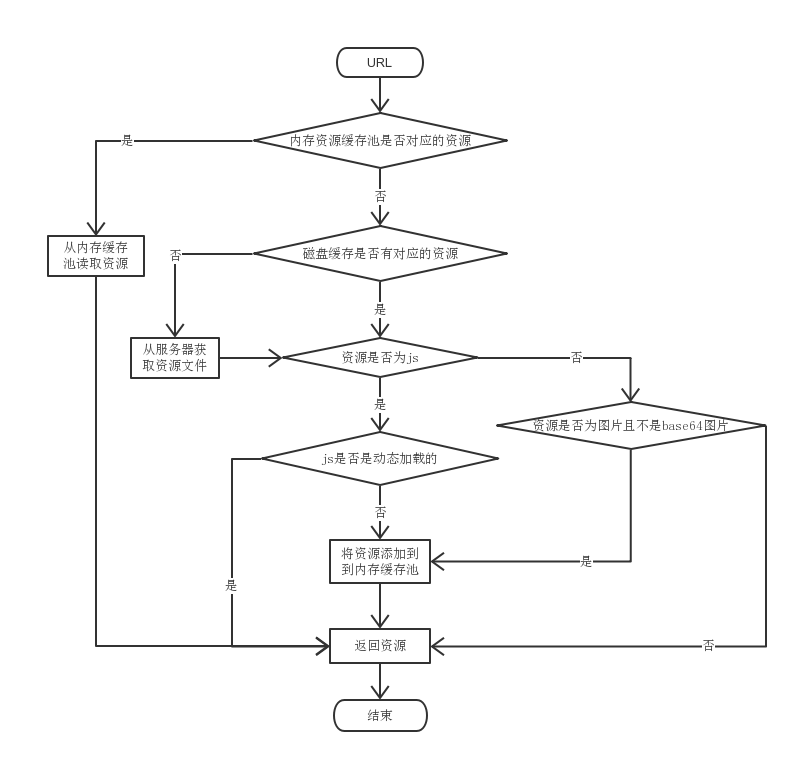 URL
内存资源缓存池是否对应的资源
是
否
从内存缓存
池读取资源
磁盘缓存是否有对应的资源
否
是
从服务器获
取资源文件
资源是否为js
否
是
资源是否为图片且不是base64图片
js是否是动态加载的
否
将资源添加到
到内存缓存池
是
是
返回资源
否
结束